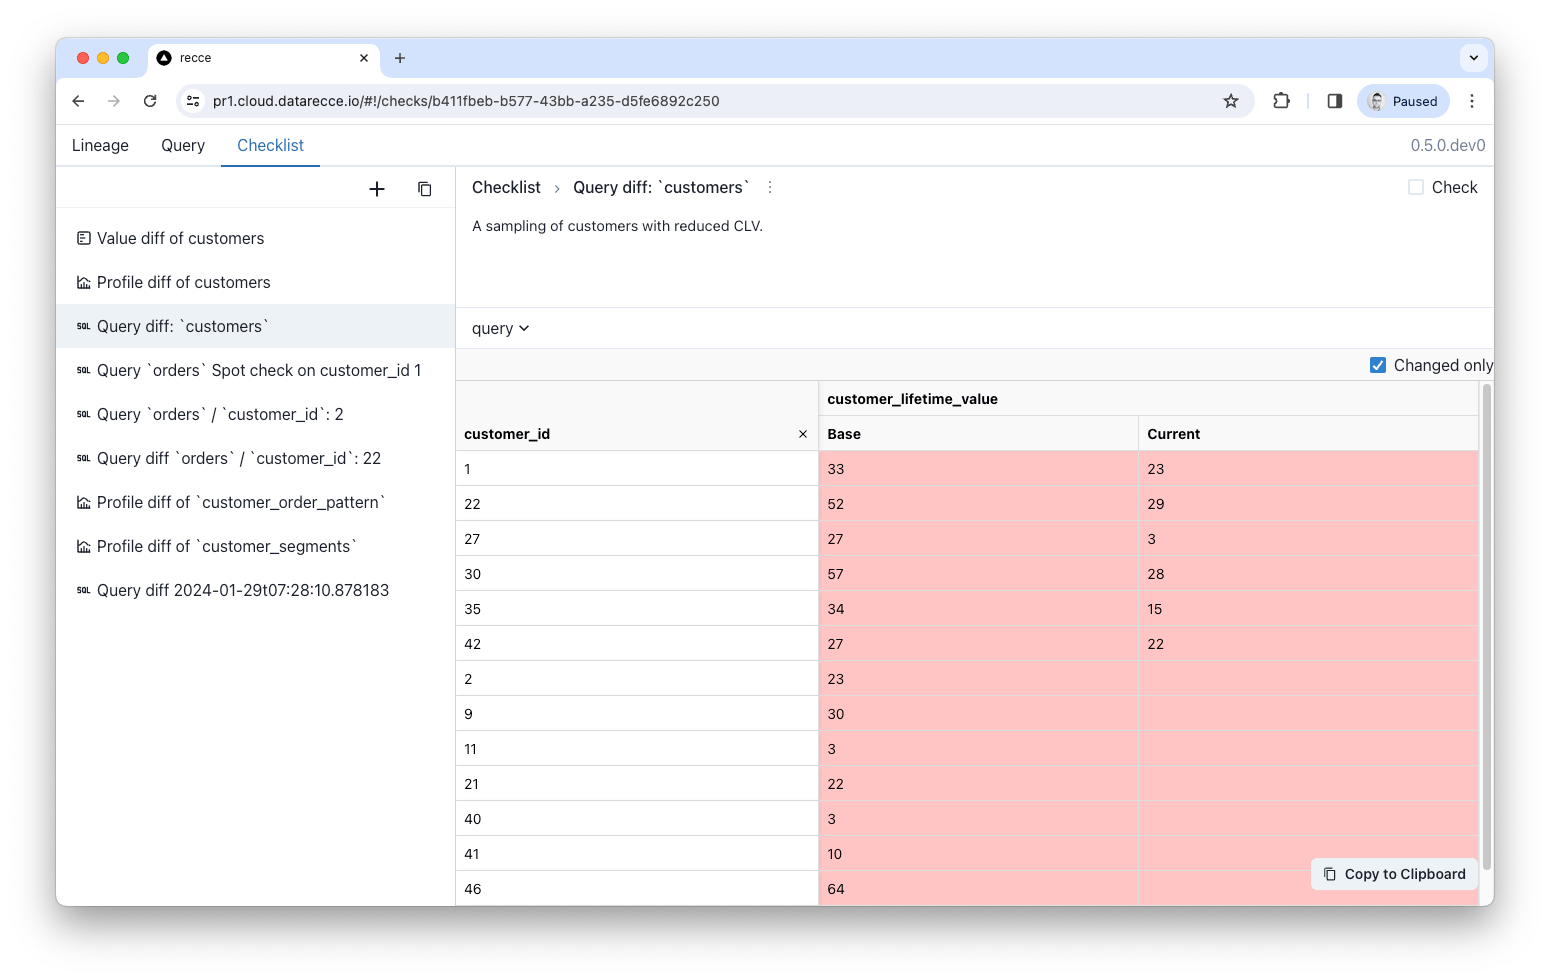 recce
pr1.cloud.datarecce.io/#!/checks/b411fbeb-b577-43bb-a235-d5fe6892c250
Paused
Lineage Query Checklist 0.5.0.dev0
Value diff of customers
Profile diff of customers
SQL Query diff: `customers`
SQL Query `orders` Spot check on customer_id 1
SQL Query `orders` / `customer_id`: 2
SQL Query diff `orders` / `customer_id`: 22
Profile diff of `customer_order_pattern`
Profile diff of `customer_segments`
SQL Query diff 2024-01-29t07:28:10.878183
Checklist › Query diff: `customers` Check
A sampling of customers with reduced CLV.
query
Changed only
customer_lifetime_value
customer_id Base Current
1 33 23
22 52 29
27 27 3
30 57 28
35 34 15
42 27 22
2 23
9 30
11 3
21 22
40 3
41 10
46 64
Copy to Clipboard